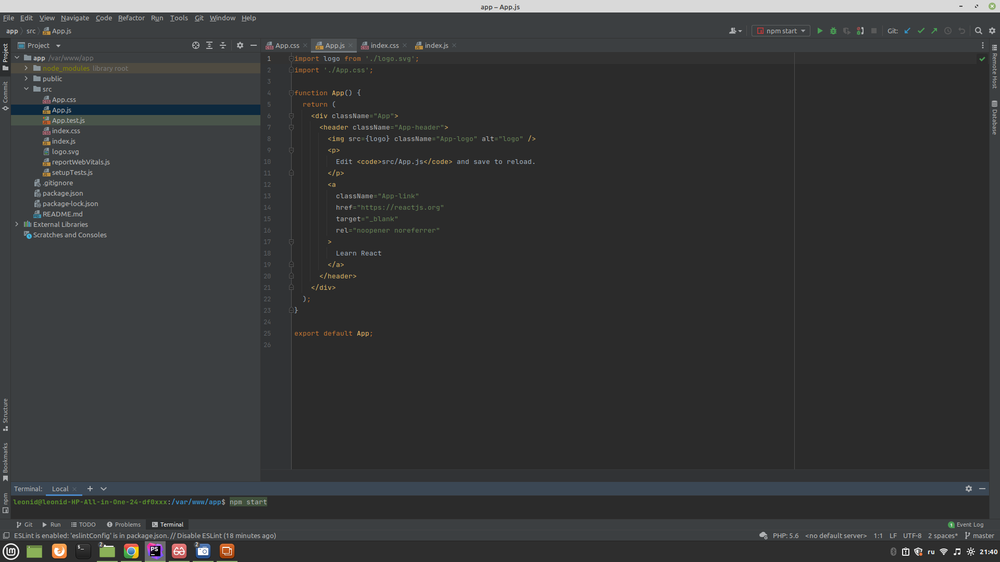 app – App.js
File Edit View Navigate Code Refactor Run Tools Git Window Help
app src App.js npm start Git:
Project
App.css App.js index.css index.js
app /var/www/app
node_modules library root
public
src
App.css
App.js
App.test.js
index.css
index.js
logo.svg
reportWebVitals.js
setupTests.js
.gitignore
package.json
package-lock.json
README.md
External Libraries
Scratches and Consoles
Project
Commit
Structure
Bookmarks
npm
1 import logo from './logo.svg';
2 import './App.css';
3
4 function App() {
5 return (
6 <div className="App">
7 <header className="App-header">
8 <img src={logo} className="App-logo" alt="logo" />
9 <p>
10 Edit <code>src/App.js</code> and save to reload.
11 </p>
12 <a
13 className="App-link"
14 href="https://reactjs.org"
15 target="_blank"
16 rel="noopener noreferrer"
17 >
18 Learn React
19 </a>
20 </header>
21 </div>
22 );
23 }
24
25 export default App;
26
Remote Host
Database
Terminal: Local
leonid@leonid-HP-All-in-One-24-df0xxx:/var/www/app$ npm start
Git Run TODO Problems Terminal 1 Event Log
ESLint is enabled: 'eslintConfig' is in package.json. // Disable ESLint (18 minutes ago) PHP: 5.6 <no default server> 1:1 LF UTF-8 2 spaces* master
2 PS 2 ru 21:40